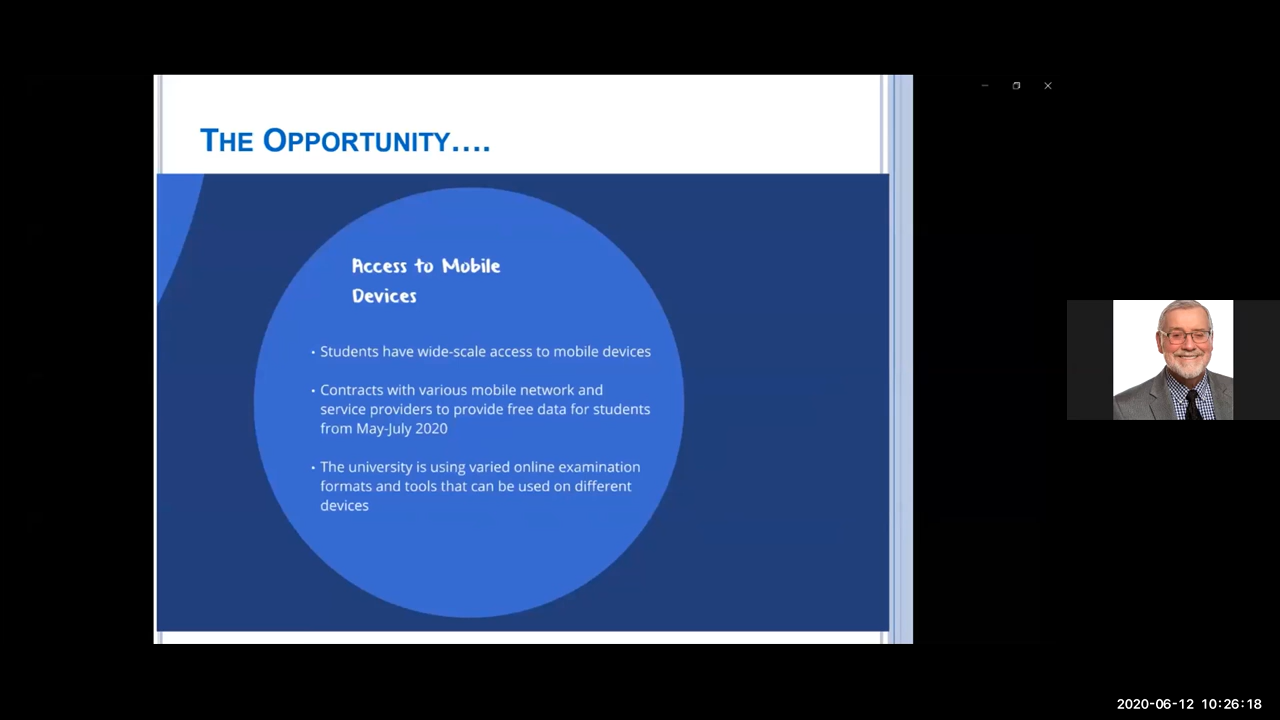 THE OPPORTUNITY....
Access to Mobile
Devices
• Students have wide-scale access to mobile devices
• Contracts with various mobile network and
service providers to provide free data for students
from May-July 2020
• The university is using varied online examination
formats and tools that can be used on different
devices
2020-06-12 10:26:18